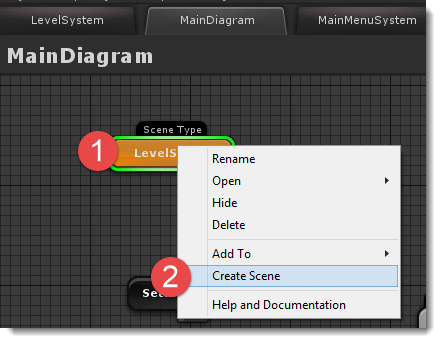 LevelSystem MainDiagram MainMenuSystem
MainDiagram
Scene Type
1 LevelS
Rename
Open
Hide
Delete
Add To
2 Create Scene
Help and Documentation